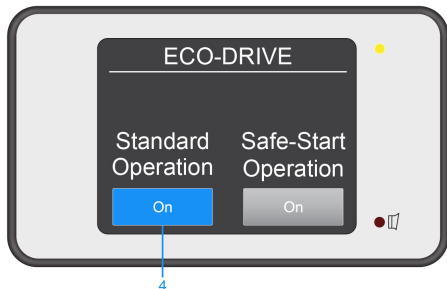 ECO-DRIVE
Standard Safe-Start
Operation Operation
On On
4